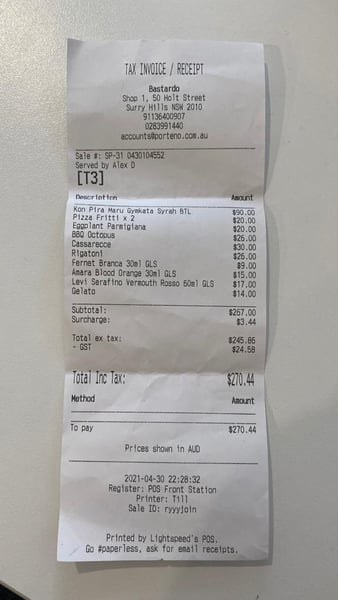 TAX INVOICE / RECEIPT
Bastardo
Shop 1, 50 Holt Street
Surry Hills NSW 2010
91136400907
0283991440
accounts@porteno.com.au
Sale #: SP-31 0430104552
Served by Alex D
[T3]
Description Amount
Kon Pira Maru Gymkata Syrah BTL $90.00
Pizza Fritti x 2 $20.00
Eggplant Parmigiana $20.00
BBQ Octopus $26.00
Cassarecce $30.00
Rigatoni $26.00
Fernet Branca 30ml GLS $9.00
Amara Blood Orange 30ml GLS $15.00
Levi Serafino Vermouth Rosso 60ml GLS $17.00
Gelato $14.00
Subtotal: $267.00
Surcharge: $3.44
Total ex tax: $245.86
- GST $24.58
Total Inc Tax: $270.44
Method Amount
To pay $270.44
Prices shown in AUD
2021-04-30 22:28:32
Register: POS Front Station
Printer: Till
Sale ID: ryyyjoin
Printed by Lightspeed's POS.
Go #paperless, ask for email receipts.